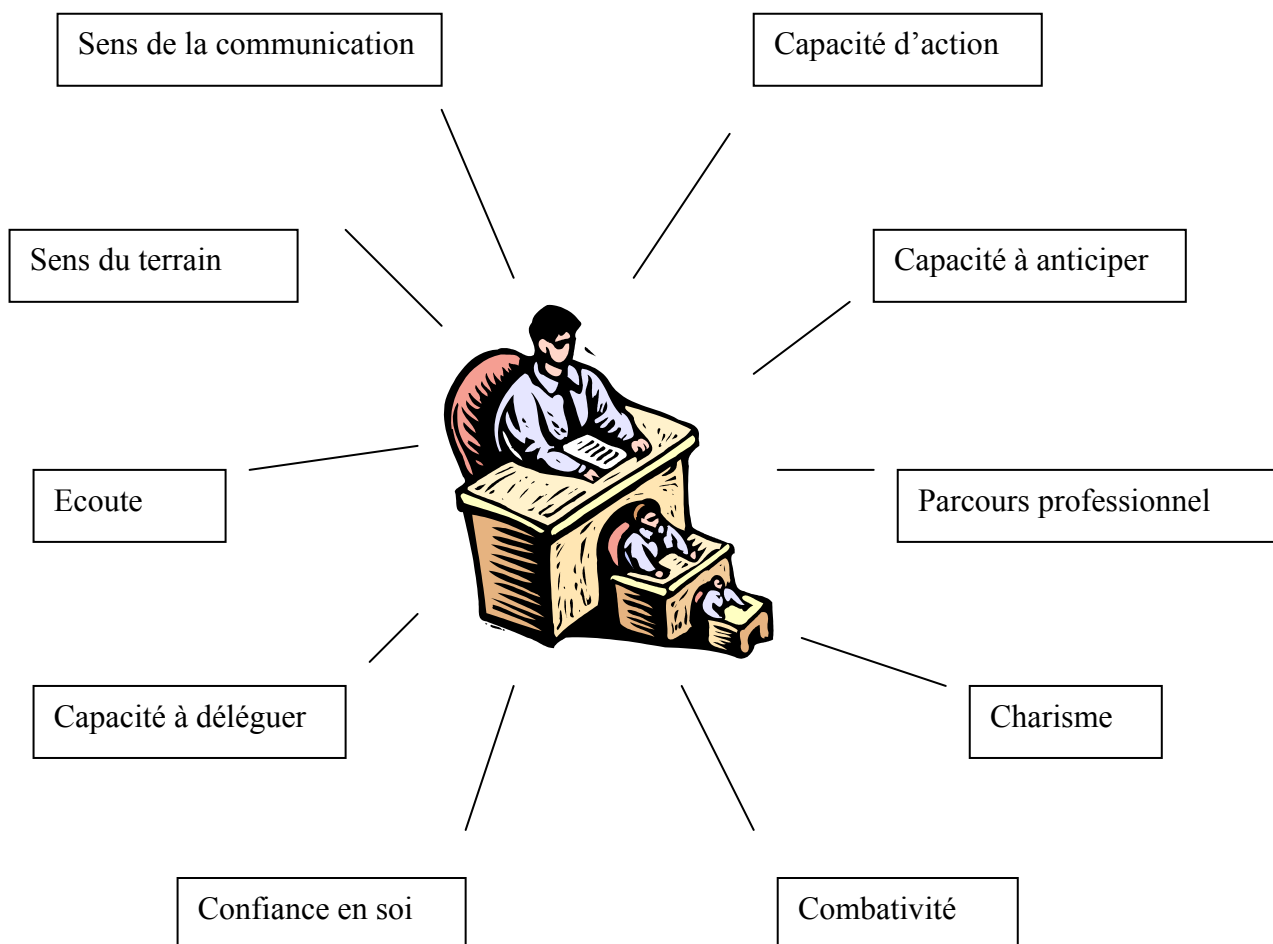 Sens de la communication
Capacité d’action
Sens du terrain
Capacité à anticiper
Ecoute
Parcours professionnel
Capacité à déléguer
Charisme
Confiance en soi
Combativité